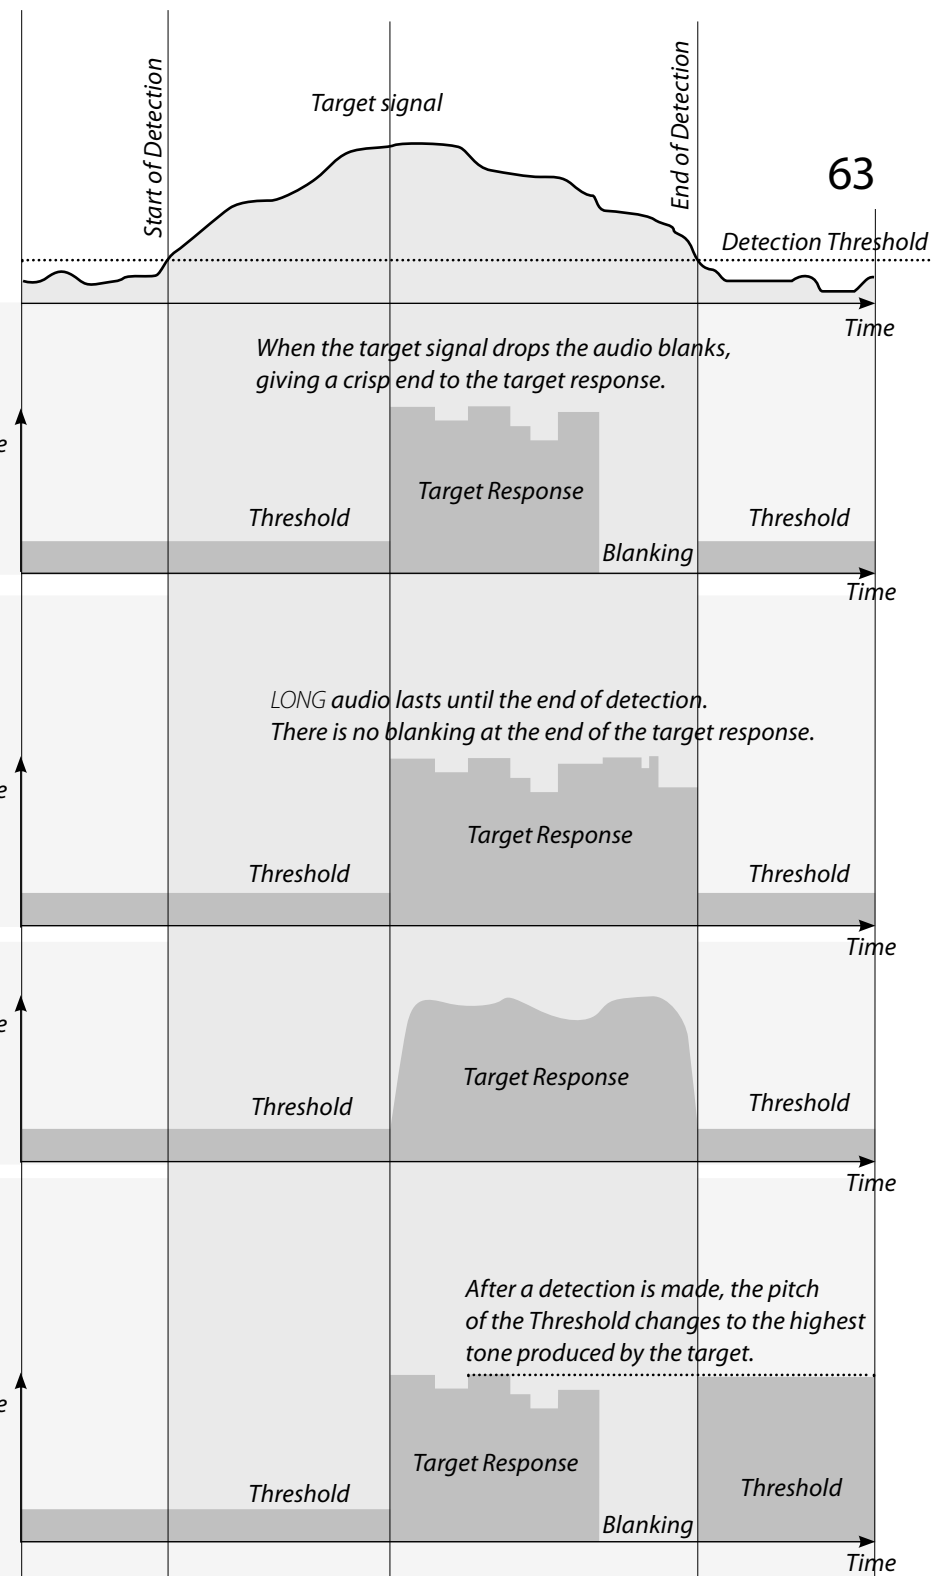 Target signal
Start of Detection
End of Detection
63
Detection Threshold
Time
When the target signal drops the audio blanks,
giving a crisp end to the target response.
e
Target Response
Threshold
Threshold
Blanking
Time
LONG audio lasts until the end of detection.
There is no blanking at the end of the target response.
e
Target Response
Threshold
Threshold
Time
e
Target Response
Threshold
Threshold
Time
After a detection is made, the pitch
of the Threshold changes to the highest
tone produced by the target.
e
Target Response
Threshold
Threshold
Blanking
Time